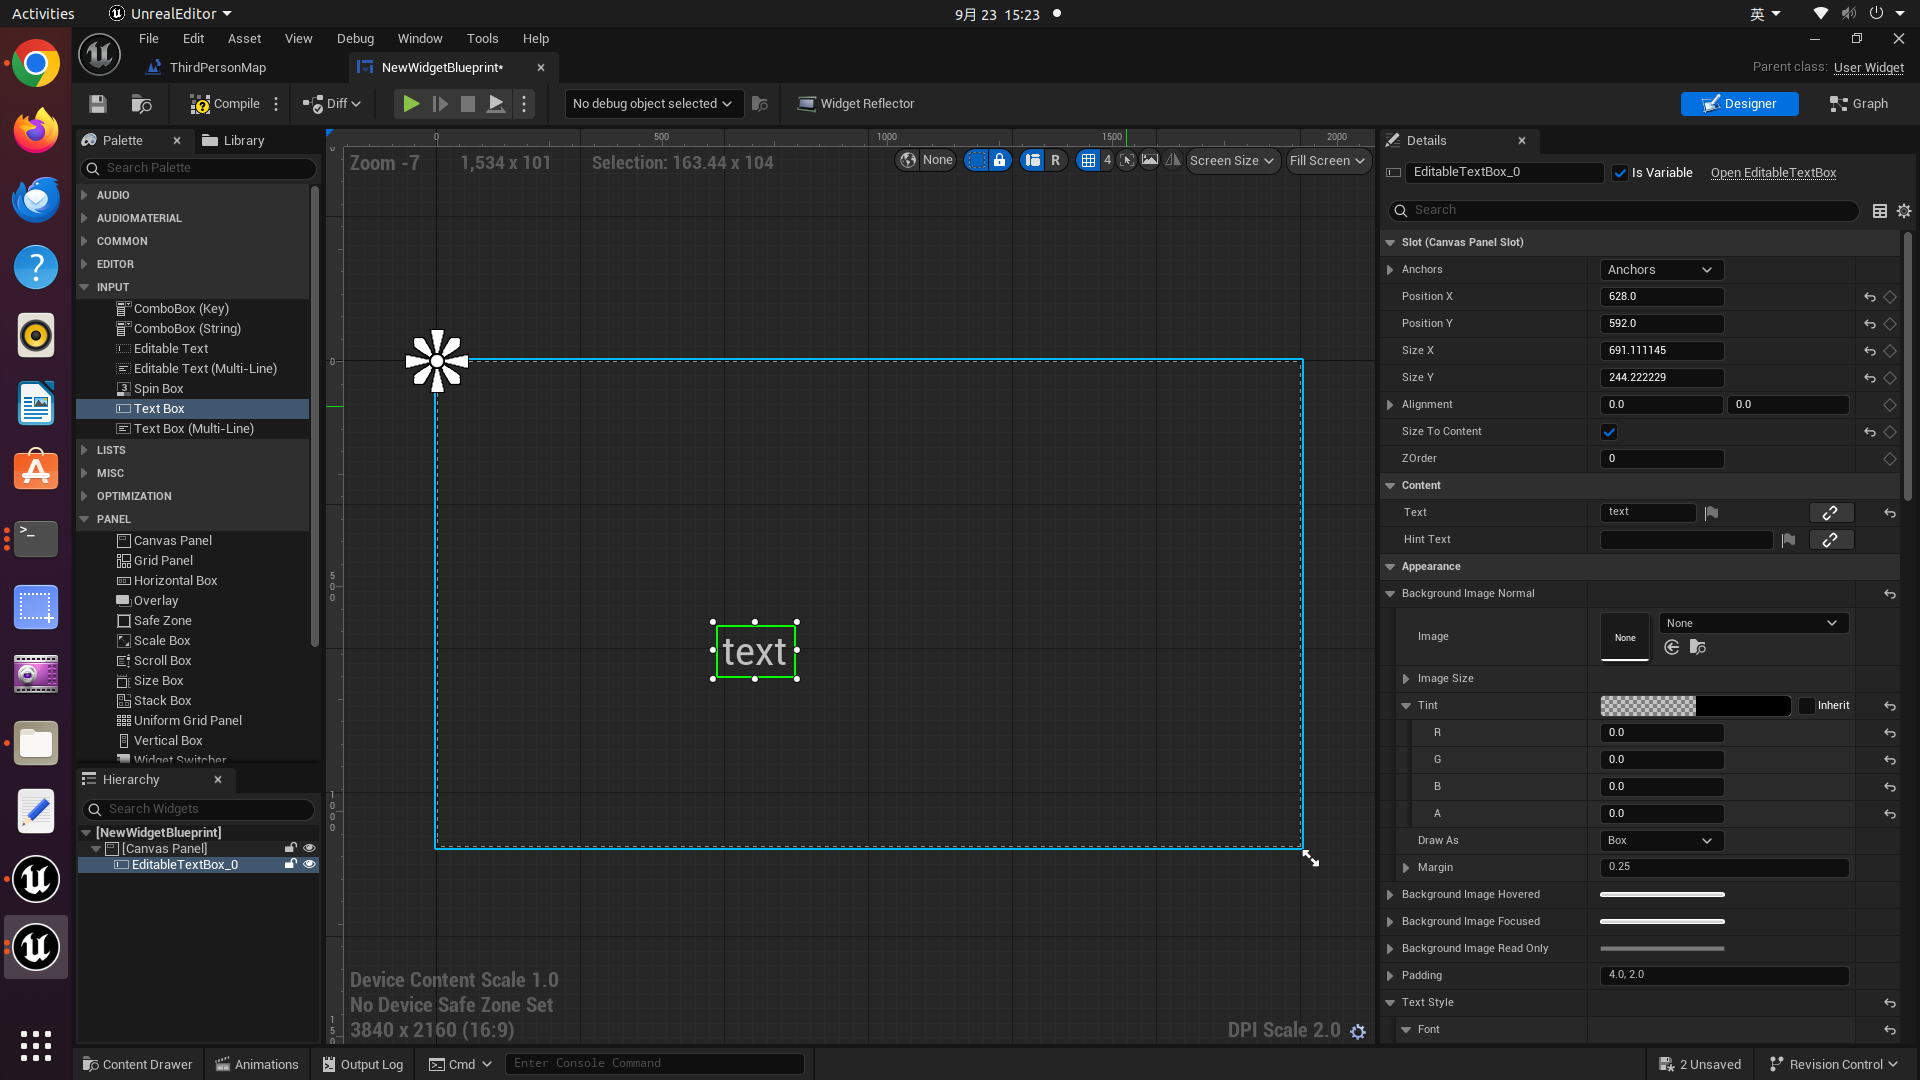 Activities
UnrealEditor
9月 23 15:23
英
File Edit Asset View Debug Window Tools Help
ThirdPersonMap
NewWidgetBlueprint*
Parent class: User Widget
Compile
Diff
No debug object selected
Widget Reflector
Designer
Graph
Palette
Library
Search Palette
AUDIO
AUDIOMATERIAL
COMMON
EDITOR
INPUT
ComboBox (Key)
ComboBox (String)
Editable Text
Editable Text (Multi-Line)
Spin Box
Text Box
Text Box (Multi-Line)
LISTS
MISC
OPTIMIZATION
PANEL
Canvas Panel
Grid Panel
Horizontal Box
Overlay
Safe Zone
Scale Box
Scroll Box
Size Box
Stack Box
Uniform Grid Panel
Vertical Box
Widget Switcher
Hierarchy
Search Widgets
[NewWidgetBlueprint]
[Canvas Panel]
EditableTextBox_0
0 500 1000 1500 2000
Zoom -7
1,534 x 101
Selection: 163.44 x 104
None
R
4
Screen Size
Fill Screen
0
500
1000
text
Device Content Scale 1.0
No Device Safe Zone Set
3840 x 2160 (16:9)
DPI Scale 2.0
Details
EditableTextBox_0
Is Variable
Open EditableTextBox
Search
Slot (Canvas Panel Slot)
Anchors Anchors
Position X 628.0
Position Y 592.0
Size X 691.111145
Size Y 244.222229
Alignment 0.0 0.0
Size To Content
ZOrder 0
Content
Text text
Hint Text
Appearance
Background Image Normal
Image None None
Image Size
Tint Inherit
R 0.0
G 0.0
B 0.0
A 0.0
Draw As Box
Margin 0.25
Background Image Hovered
Background Image Focused
Background Image Read Only
Padding 4.0, 2.0
Text Style
Font
Content Drawer
Animations
Output Log
Cmd
Enter Console Command
2 Unsaved
Revision Control